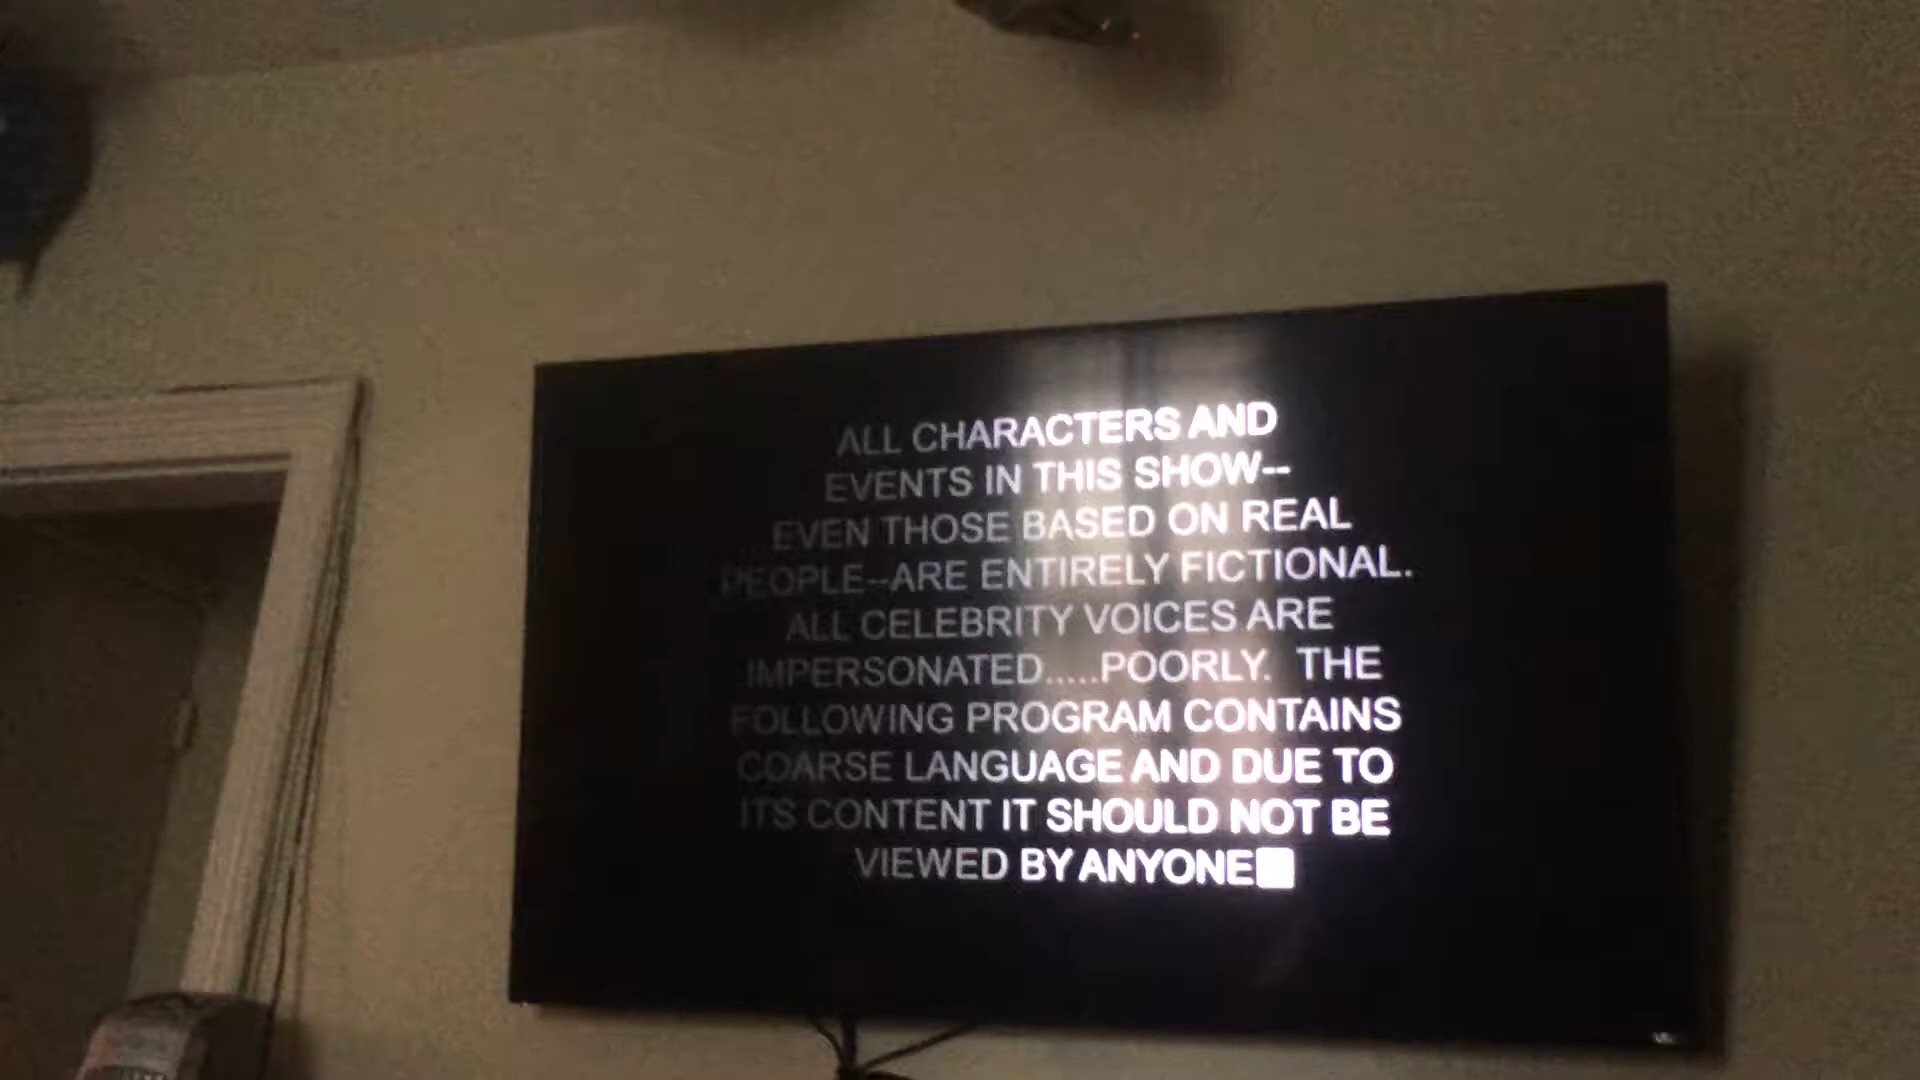 ALL CHARACTERS AND
EVENTS IN THIS SHOW--
EVEN THOSE BASED ON REAL
PEOPLE--ARE ENTIRELY FICTIONAL.
ALL CELEBRITY VOICES ARE
IMPERSONATED.....POORLY. THE
FOLLOWING PROGRAM CONTAINS
COARSE LANGUAGE AND DUE TO
ITS CONTENT IT SHOULD NOT BE
VIEWED BY ANYONE